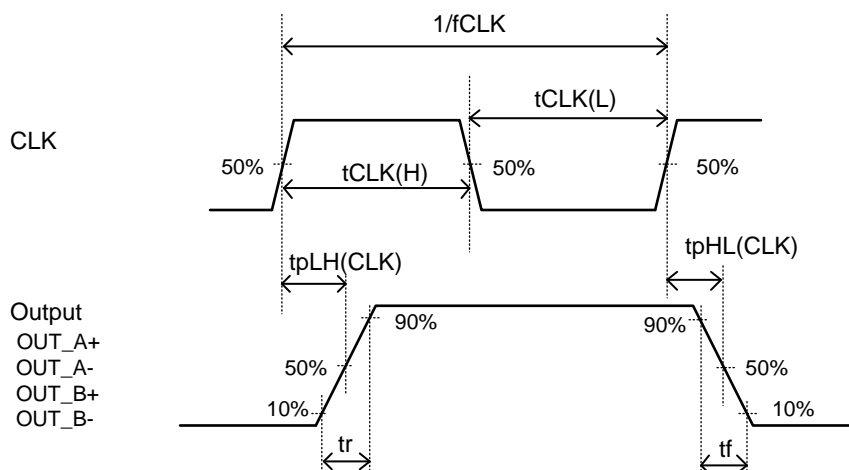 1/fCLK
tCLK(L)
CLK
50%
50%
50%
tCLK(H)
tpHL(CLK)
tpLH(CLK)
Output
90%
90%
OUT_A+
OUT_A-
50%
50%
OUT_B+
10%
10%
OUT_B-
tr
tf